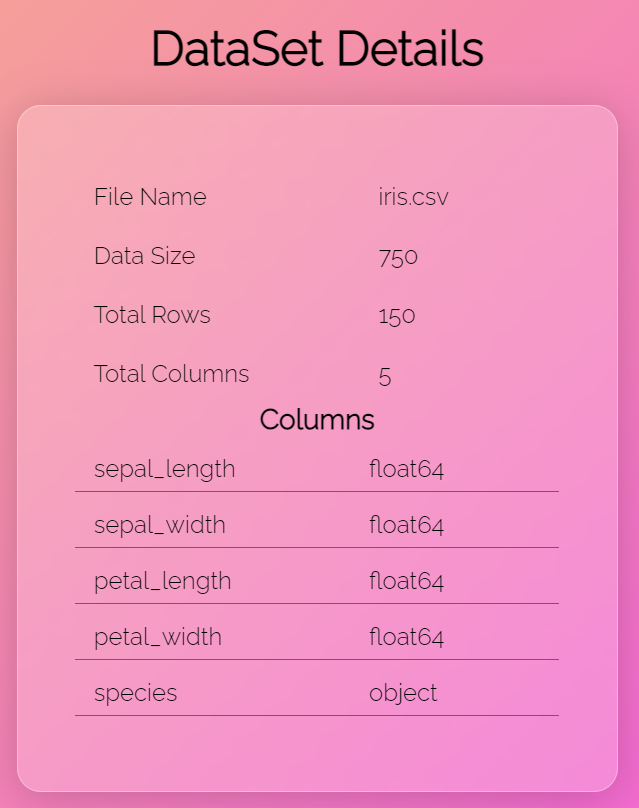 DataSet Details
File Name iris.csv
Data Size 750
Total Rows 150
Total Columns 5
Columns
sepal_length float64
sepal_width float64
petal_length float64
petal_width float64
species object